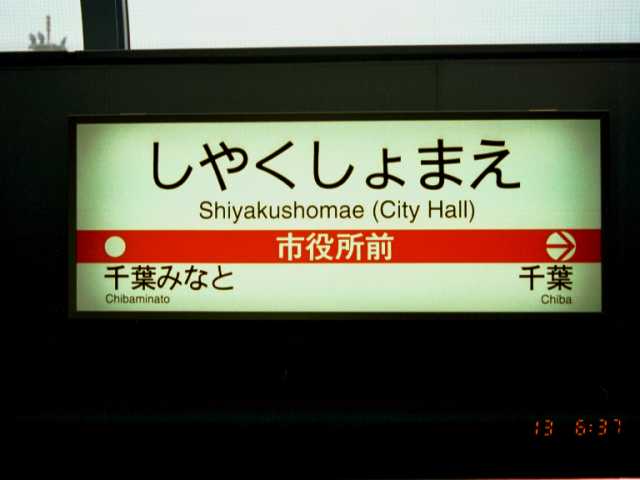 しやくしょまえ
Shiyakushomae (City Hall)
市役所前
千葉みなと 千葉
Chibaminato Chiba
13 6:37